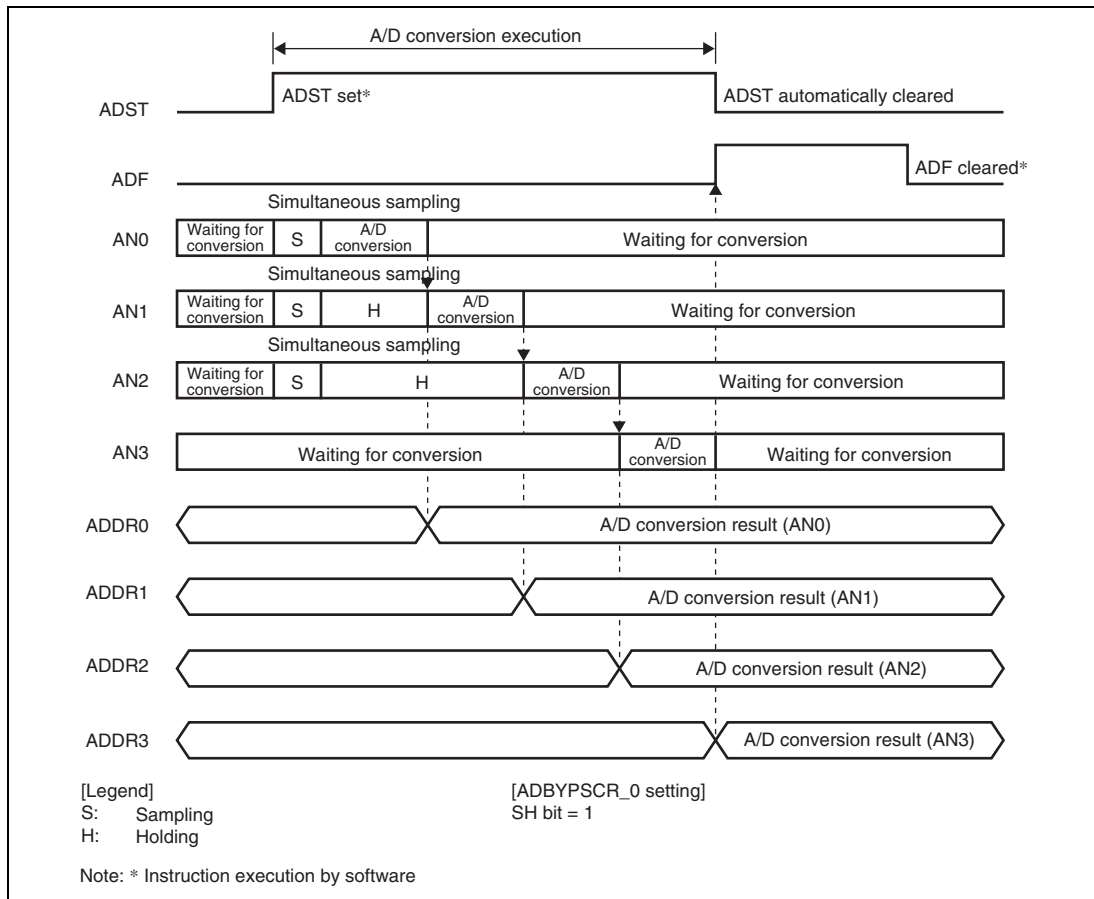 A/D conversion execution
ADST
ADST set*
ADST automatically cleared
ADF
ADF cleared*
Simultaneous sampling
AN0
Waiting for
conversion
S
A/D
conversion
Waiting for conversion
Simultaneous sampling
AN1
Waiting for
conversion
S
H
A/D
conversion
Waiting for conversion
Simultaneous sampling
AN2
Waiting for
conversion
S
H
A/D
conversion
Waiting for conversion
AN3
Waiting for conversion
A/D
conversion
Waiting for conversion
ADDR0
A/D conversion result (AN0)
ADDR1
A/D conversion result (AN1)
ADDR2
A/D conversion result (AN2)
ADDR3
A/D conversion result (AN3)
[Legend]
S: Sampling
H: Holding
[ADBYPSCR_0 setting]
SH bit = 1
Note: * Instruction execution by software